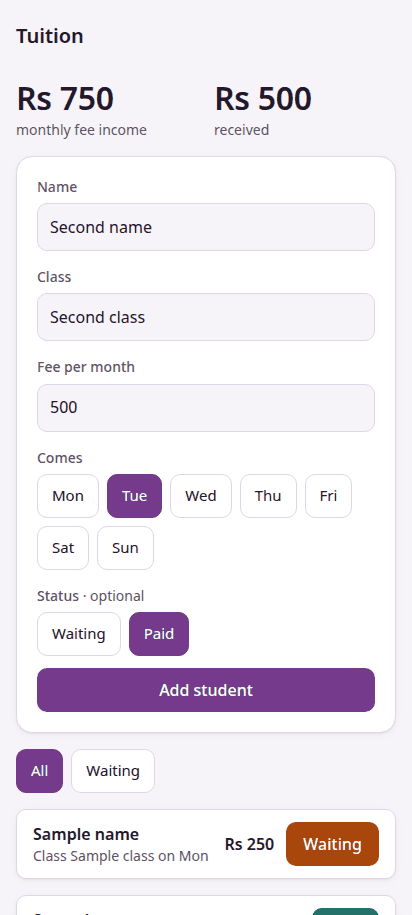 Tuition
Rs 750
monthly fee income
Rs 500
received
Name
Second name
Class
Second class
Fee per month
500
Comes
Mon Tue Wed Thu Fri
Sat Sun
Status · optional
Waiting Paid
Add student
All Waiting
Sample name
Class Sample class on Mon
Rs 250
Waiting